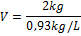 V = 2kg / 0,93kg/L